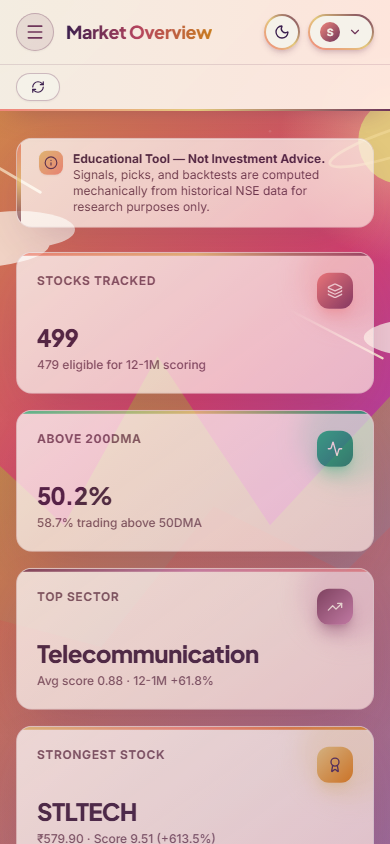 Market Overview
S
Educational Tool — Not Investment Advice.
Signals, picks, and backtests are computed
mechanically from historical NSE data for
research purposes only.
STOCKS TRACKED
499
479 eligible for 12-1M scoring
ABOVE 200DMA
50.2%
58.7% trading above 50DMA
TOP SECTOR
Telecommunication
Avg score 0.88 · 12-1M +61.8%
STRONGEST STOCK
STLTECH
₹579.90 · Score 9.51 (+613.5%)